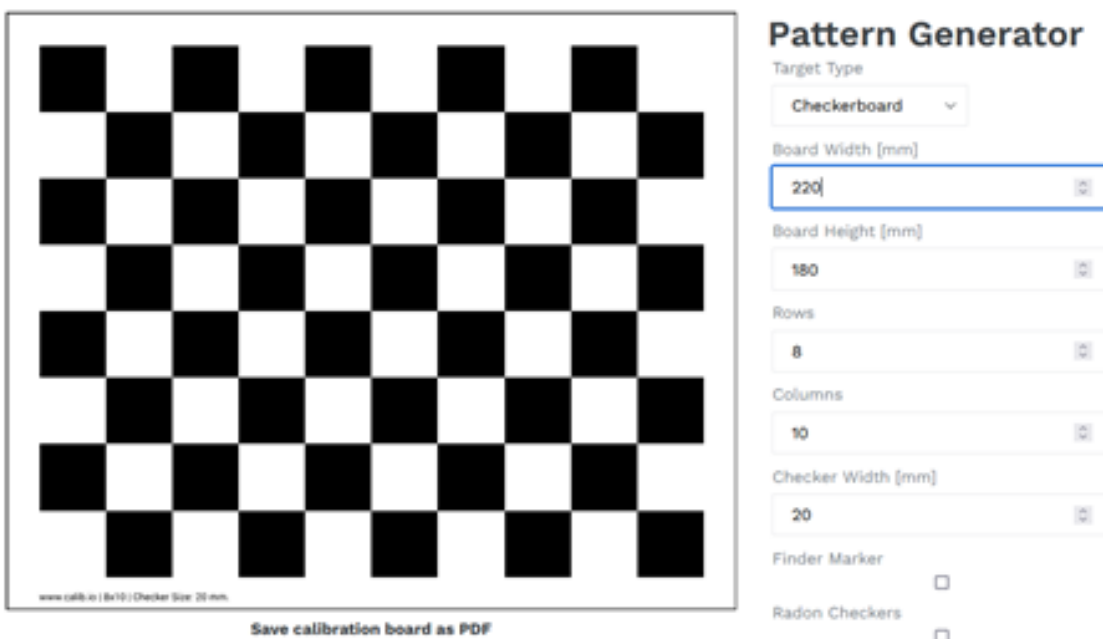 Pattern Generator
Target Type
Checkerboard
Board Width [mm]
220
Board Height [mm]
180
Rows
8
Columns
10
Checker Width [mm]
20
Finder Marker
Radon Checkers
www.calib.io | 8x10 | Checker Size: 20 mm.
Save calibration board as PDF